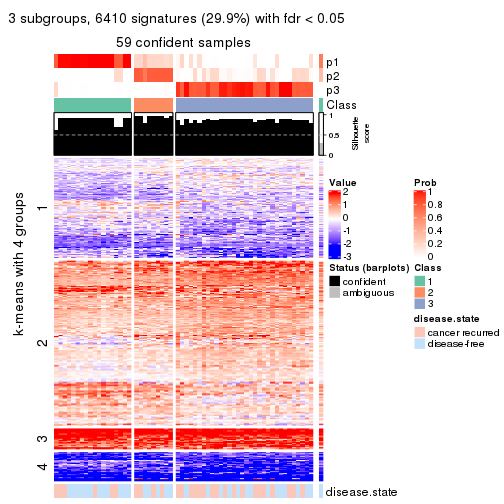 3 subgroups, 6410 signatures (29.9%) with fdr < 0.05
59 confident samples
p1
p2
p3
Class
1
0.5
0
Silhouette
score
k-means with 4 groups
1
2
3
4
disease.state
Value
2
1
0
-1
-2
-3
Status (barplots)
confident
ambiguous
Prob
1
0.8
0.6
0.4
0.2
0
Class
1
2
3
disease.state
cancer recurred
disease-free